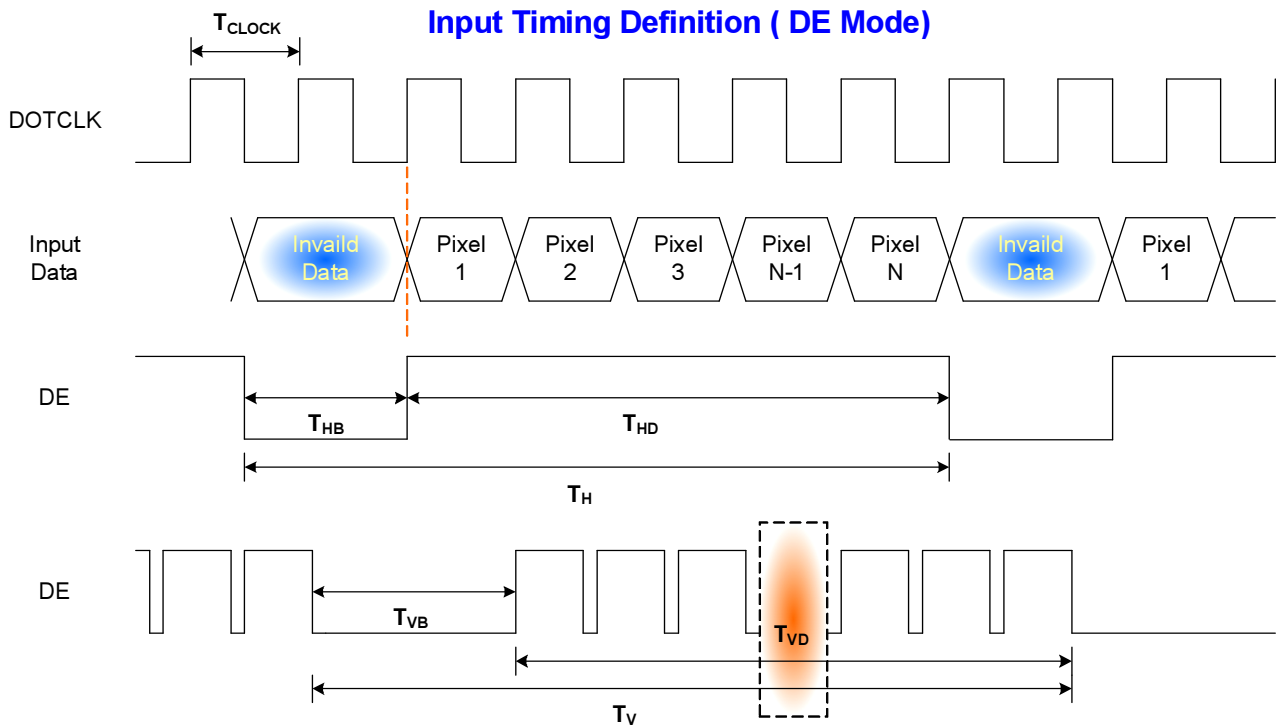 Input Timing Definition ( DE Mode)
TCLOCK
DOTCLK
Input
Data
Invaild
Data
Pixel
1
Pixel
2
Pixel
3
Pixel
N-1
Pixel
N
Invaild
Data
Pixel
1
DE
THB
THD
TH
DE
TVB
TVD
TV